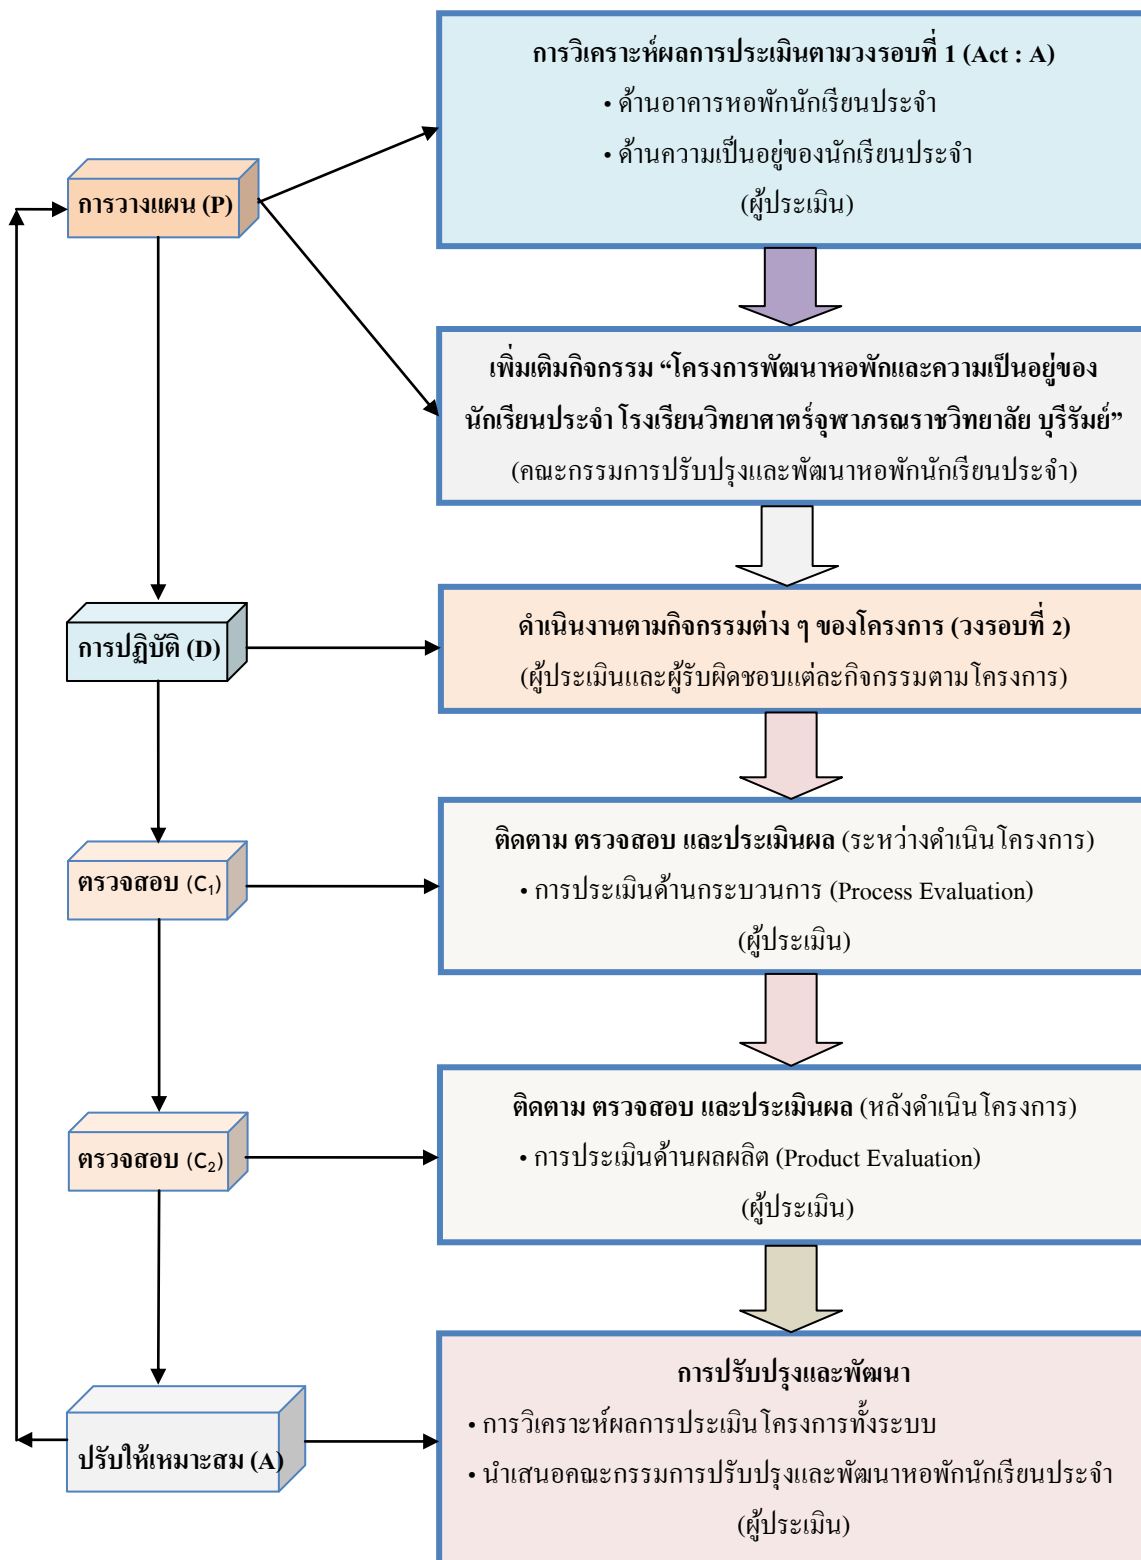 การวิเคราะห์ผลการประเมินตามวงรอบที่ 1 (Act : A)
• ด้านอาคารหอพักนักเรียนประจำ
• ด้านความเป็นอยู่ของนักเรียนประจำ
(ผู้ประเมิน)
การวางแผน (P)
เพิ่มเติมกิจกรรม “โครงการพัฒนาหอพักและความเป็นอยู่ของ
นักเรียนประจำ โรงเรียนวิทยาศาตร์จุฬาภรณราชวิทยาลัย บุรีรัมย์”
(คณะกรรมการปรับปรุงและพัฒนาหอพักนักเรียนประจำ)
การปฏิบัติ (D)
ดำเนินงานตามกิจกรรมต่าง ๆ ของโครงการ (วงรอบที่ 2)
(ผู้ประเมินและผู้รับผิดชอบแต่ละกิจกรรมตามโครงการ)
ตรวจสอบ (C₁)
ติดตาม ตรวจสอบ และประเมินผล (ระหว่างดำเนินโครงการ)
• การประเมินด้านกระบวนการ (Process Evaluation)
(ผู้ประเมิน)
ตรวจสอบ (C₂)
ติดตาม ตรวจสอบ และประเมินผล (หลังดำเนินโครงการ)
• การประเมินด้านผลผลิต (Product Evaluation)
(ผู้ประเมิน)
ปรับให้เหมาะสม (A)
การปรับปรุงและพัฒนา
• การวิเคราะห์ผลการประเมินโครงการทั้งระบบ
• นำเสนอคณะกรรมการปรับปรุงและพัฒนาหอพักนักเรียนประจำ
(ผู้ประเมิน)